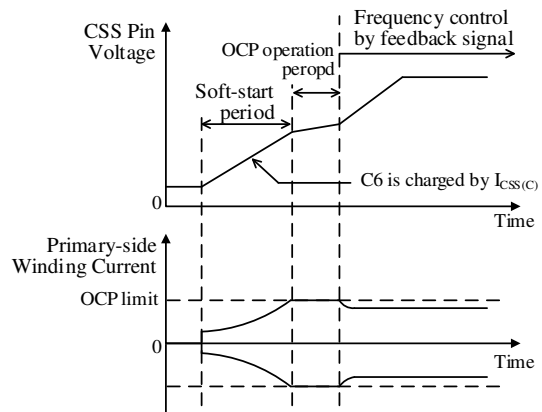 CSS Pin
Voltage
Frequency control
by feedback signal
OCP operation
peropd
Soft-start
period
C6 is charged by ICSS(C)
0
Time
Primary-side
Winding Current
OCP limit
0
Time